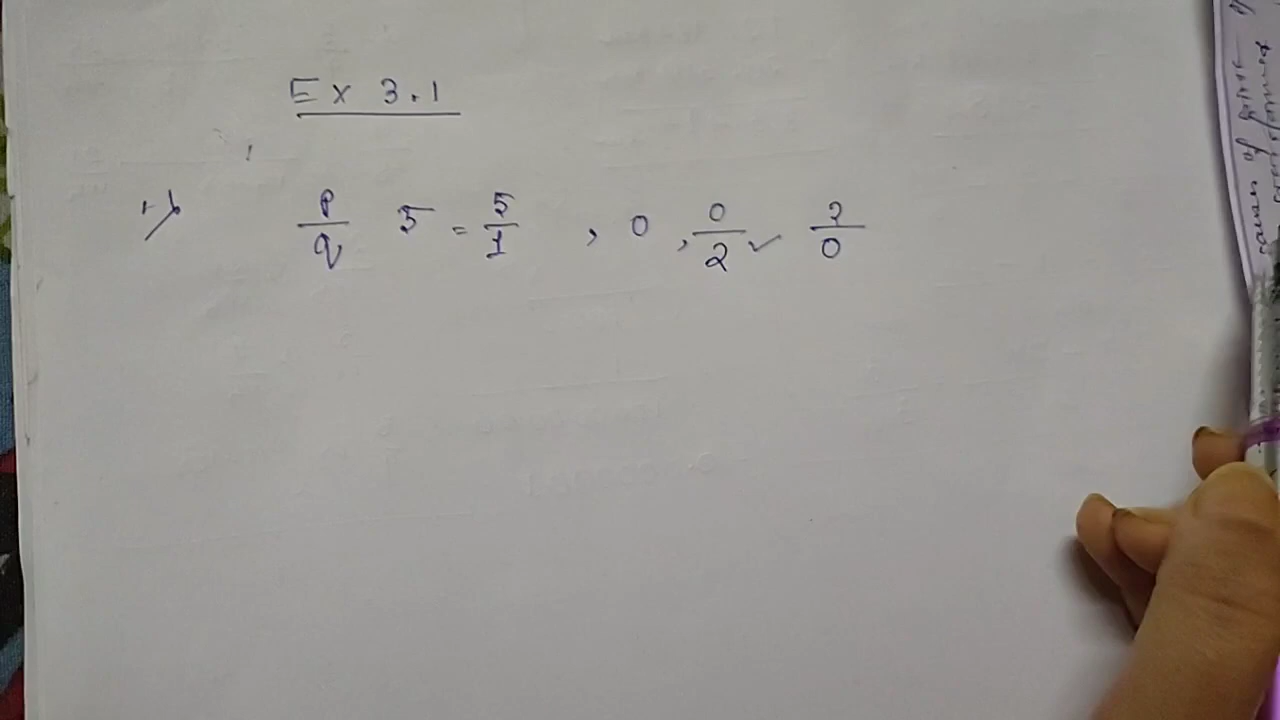 Ex 3.1
1) p/q 5 = 5/1 , 0 , 0/2 ✓ 2/0